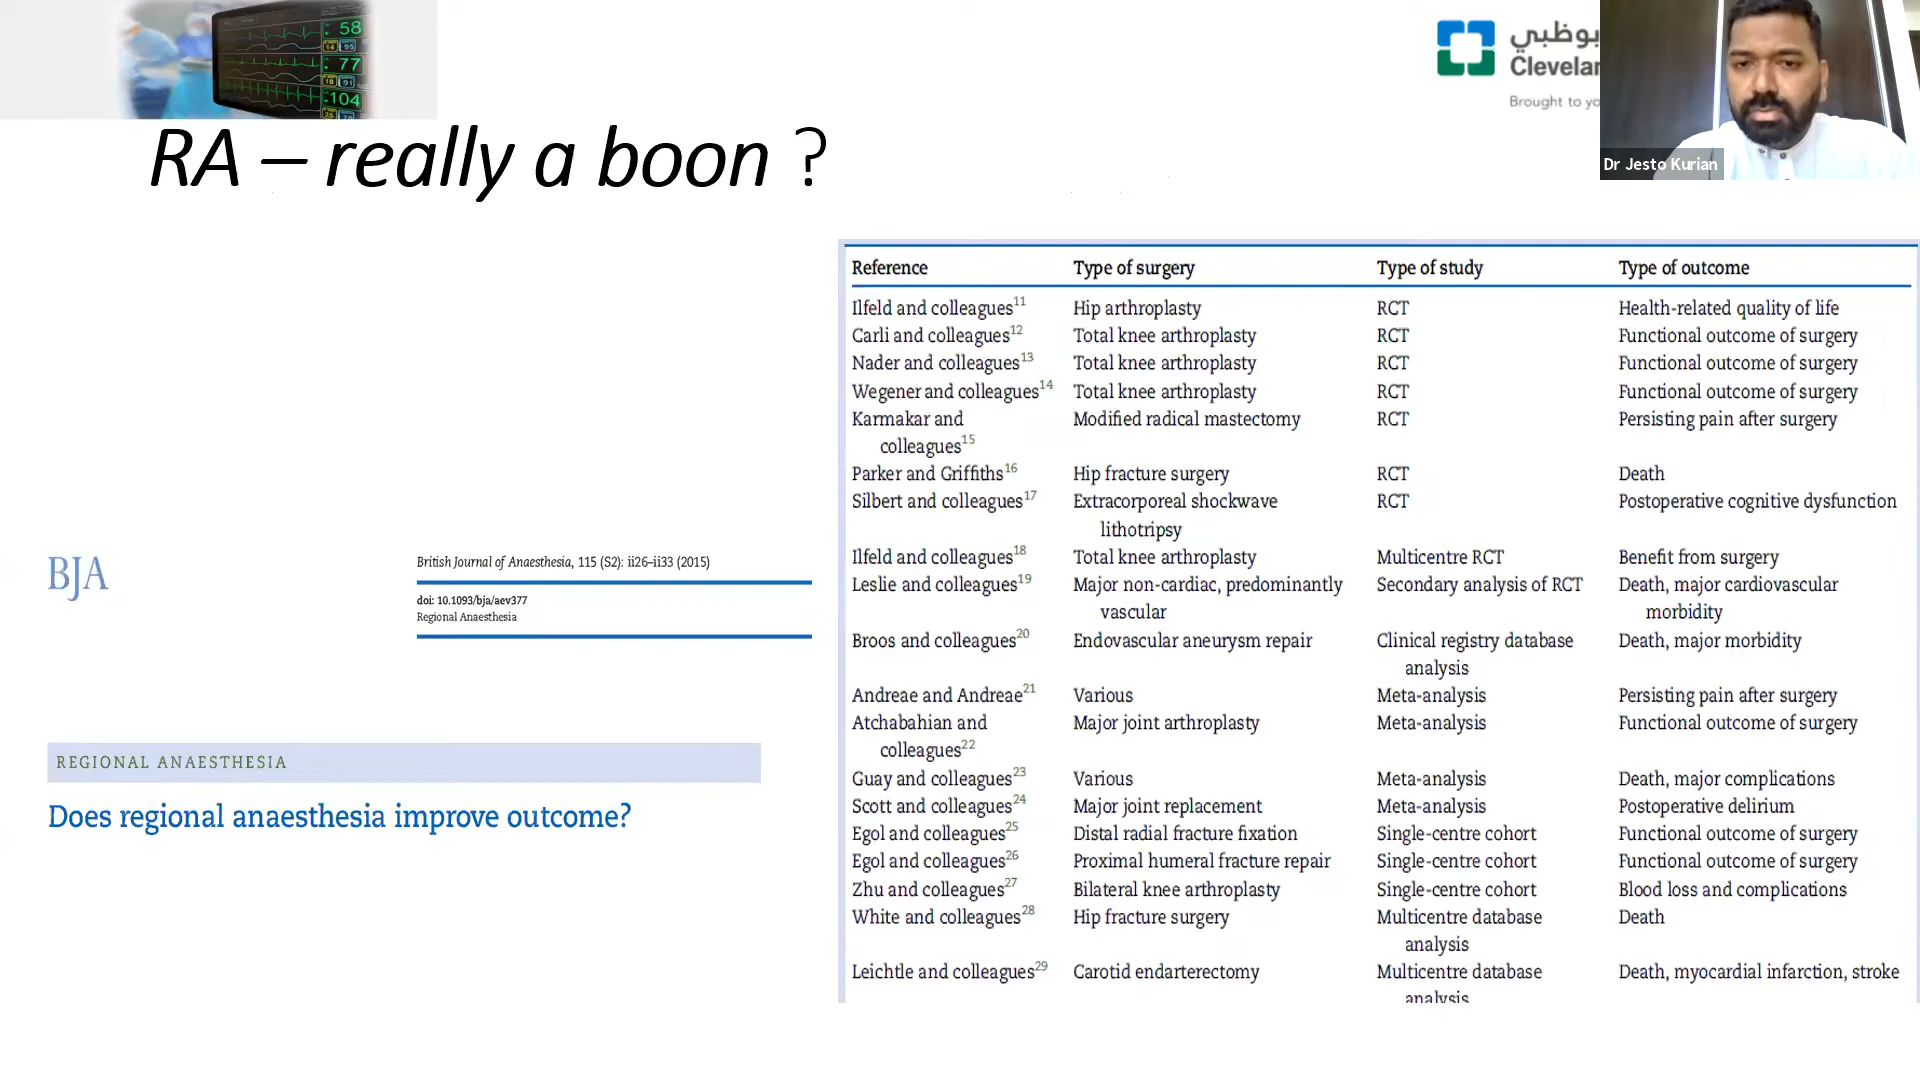 58
14 95
77
18 91
104
بوظبي
Clevelar
Brought to yo
Dr Jesto Kurian
RA – really a boon ?
Reference Type of surgery Type of study Type of outcome
Ilfeld and colleagues11 Hip arthroplasty RCT Health-related quality of life
Carli and colleagues12 Total knee arthroplasty RCT Functional outcome of surgery
Nader and colleagues13 Total knee arthroplasty RCT Functional outcome of surgery
Wegener and colleagues14 Total knee arthroplasty RCT Functional outcome of surgery
Karmakar and Modified radical mastectomy RCT Persisting pain after surgery
colleagues15
Parker and Griffiths16 Hip fracture surgery RCT Death
Silbert and colleagues17 Extracorporeal shockwave RCT Postoperative cognitive dysfunction
lithotripsy
Ilfeld and colleagues18 Total knee arthroplasty Multicentre RCT Benefit from surgery
Leslie and colleagues19 Major non-cardiac, predominantly Secondary analysis of RCT Death, major cardiovascular
vascular morbidity
Broos and colleagues20 Endovascular aneurysm repair Clinical registry database Death, major morbidity
analysis
Andreae and Andreae21 Various Meta-analysis Persisting pain after surgery
Atchabahian and Major joint arthroplasty Meta-analysis Functional outcome of surgery
colleagues22
Guay and colleagues23 Various Meta-analysis Death, major complications
Scott and colleagues24 Major joint replacement Meta-analysis Postoperative delirium
Egol and colleagues25 Distal radial fracture fixation Single-centre cohort Functional outcome of surgery
Egol and colleagues26 Proximal humeral fracture repair Single-centre cohort Functional outcome of surgery
Zhu and colleagues27 Bilateral knee arthroplasty Single-centre cohort Blood loss and complications
White and colleagues28 Hip fracture surgery Multicentre database Death
analysis
Leichtle and colleagues29 Carotid endarterectomy Multicentre database Death, myocardial infarction, stroke
analysis
BJA
British Journal of Anaesthesia, 115 (S2): ii26–ii33 (2015)
doi: 10.1093/bja/aev377
Regional Anaesthesia
REGIONAL ANAESTHESIA
Does regional anaesthesia improve outcome?